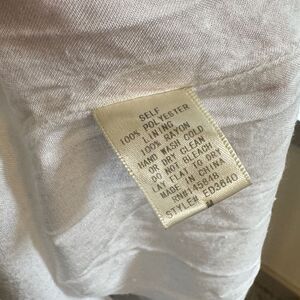 SELF
100% POLYESTER
LINING
100% RAYON
HAND WASH COLD
OR DRY CLEAN
DO NOT BLEACH
LAY FLAT TO DRY
MADE IN CHINA
RN#145848
STYLE# ED3640
M